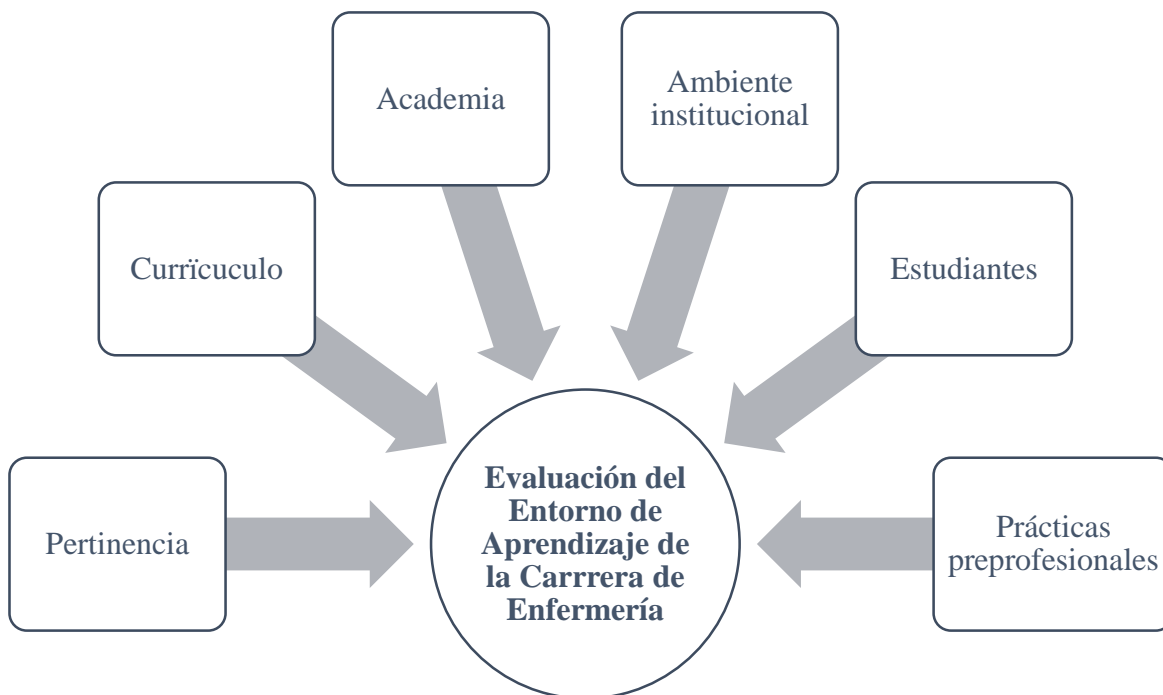 Academia
Ambiente
institucional
Currïcuculo
Estudiantes
Pertinencia
Evaluación del
Entorno de
Aprendizaje de
la Carrrera de
Enfermería
Prácticas
preprofesionales